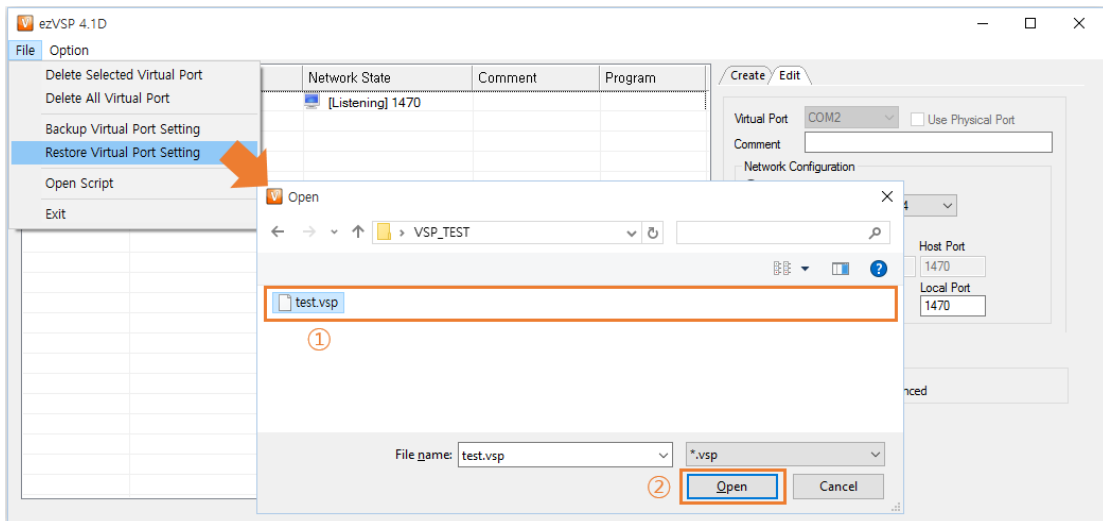 ezVSP 4.1D
File Option
Delete Selected Virtual Port
Delete All Virtual Port
Backup Virtual Port Setting
Restore Virtual Port Setting
Open Script
Exit
Network State Comment Program
[Listening] 1470
Create Edit
Virtual Port COM2 Use Physical Port
Comment
Network Configuration
4
Host Port
1470
Local Port
1470
nced
Open
> VSP_TEST
test.vsp
①
File name: test.vsp *.vsp
② Open Cancel